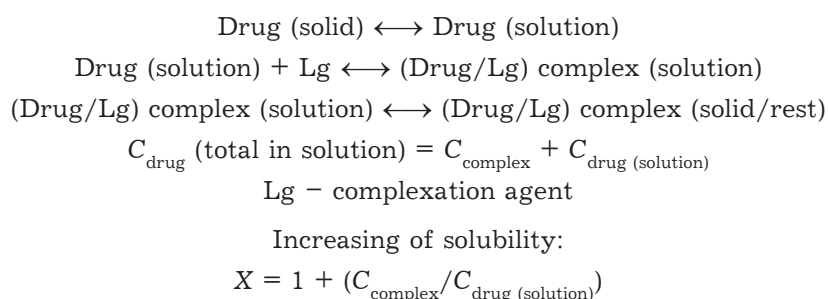 Drug (solid) ⟷ Drug (solution)
Drug (solution) + Lg ⟷ (Drug/Lg) complex (solution)
(Drug/Lg) complex (solution) ⟷ (Drug/Lg) complex (solid/rest)
C_drug (total in solution) = C_complex + C_drug (solution)
Lg − complexation agent
Increasing of solubility:
X = 1 + (C_complex/C_drug (solution))